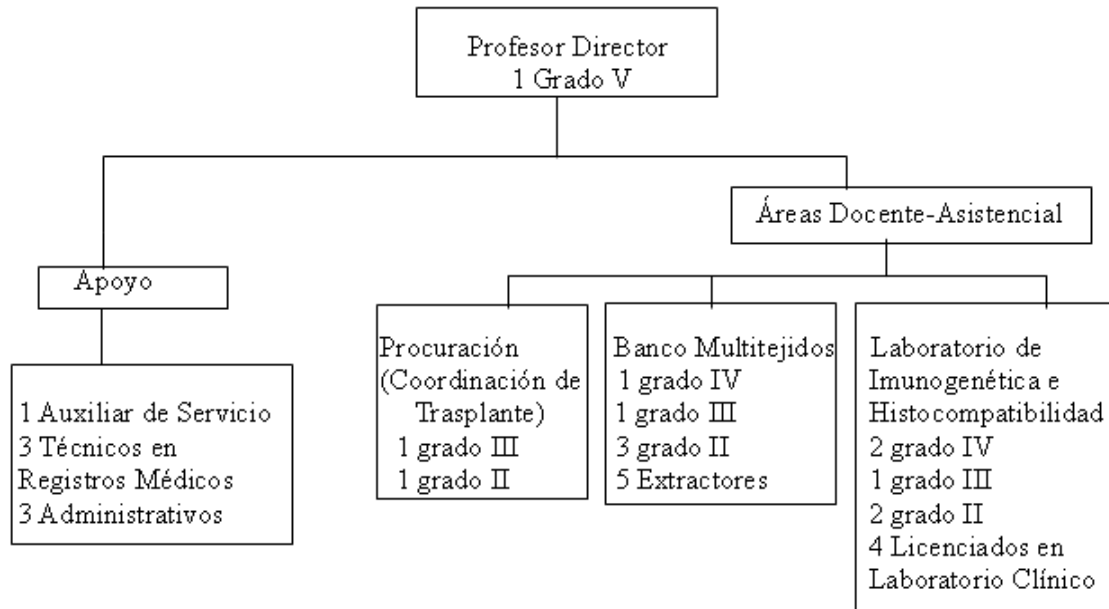 Profesor Director
1 Grado V
Áreas Docente-Asistencial
Apoyo
1 Auxiliar de Servicio
3 Técnicos en
Registros Médicos
3 Administrativos
Procuración
(Coordinación de
Trasplante)
1 grado III
1 grado II
Banco Multitejidos
1 grado IV
1 grado III
3 grado II
5 Extractores
Laboratorio de
Imunogenética e
Histocompatibilidad
2 grado IV
1 grado III
2 grado II
4 Licenciados en
Laboratorio Clínico